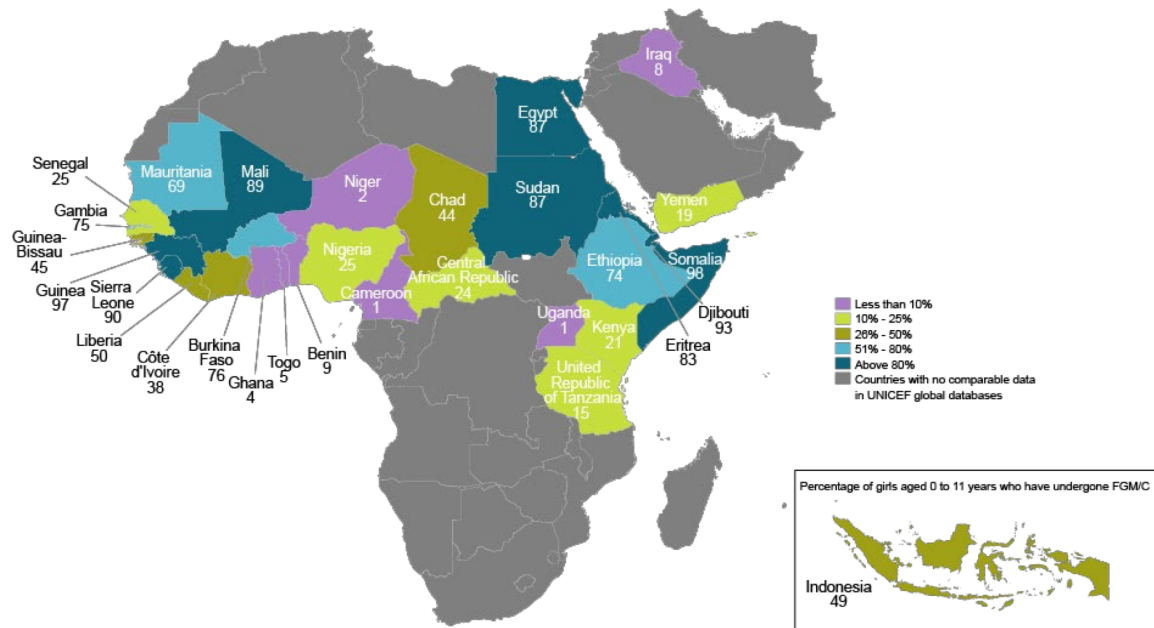 Iraq
8
Egypt
87
Senegal
25
Mauritania
69
Mali
89
Niger
2
Chad
44
Sudan
87
Yemen
19
Gambia
75
Guinea-
Bissau
45
Guinea
97
Sierra
Leone
90
Liberia
50
Côte
d'Ivoire
38
Burkina
Faso
76
Ghana
4
Togo
5
Benin
9
Nigeria
25
Cameroon
1
Central
African Republic
24
Ethiopia
74
Somalia
98
Djibouti
93
Eritrea
83
Uganda
1
Kenya
21
United
Republic
of Tanzania
15
Less than 10%
10% - 25%
26% - 50%
51% - 80%
Above 80%
Countries with no comparable data
in UNICEF global databases
Percentage of girls aged 0 to 11 years who have undergone FGM/C
Indonesia
49